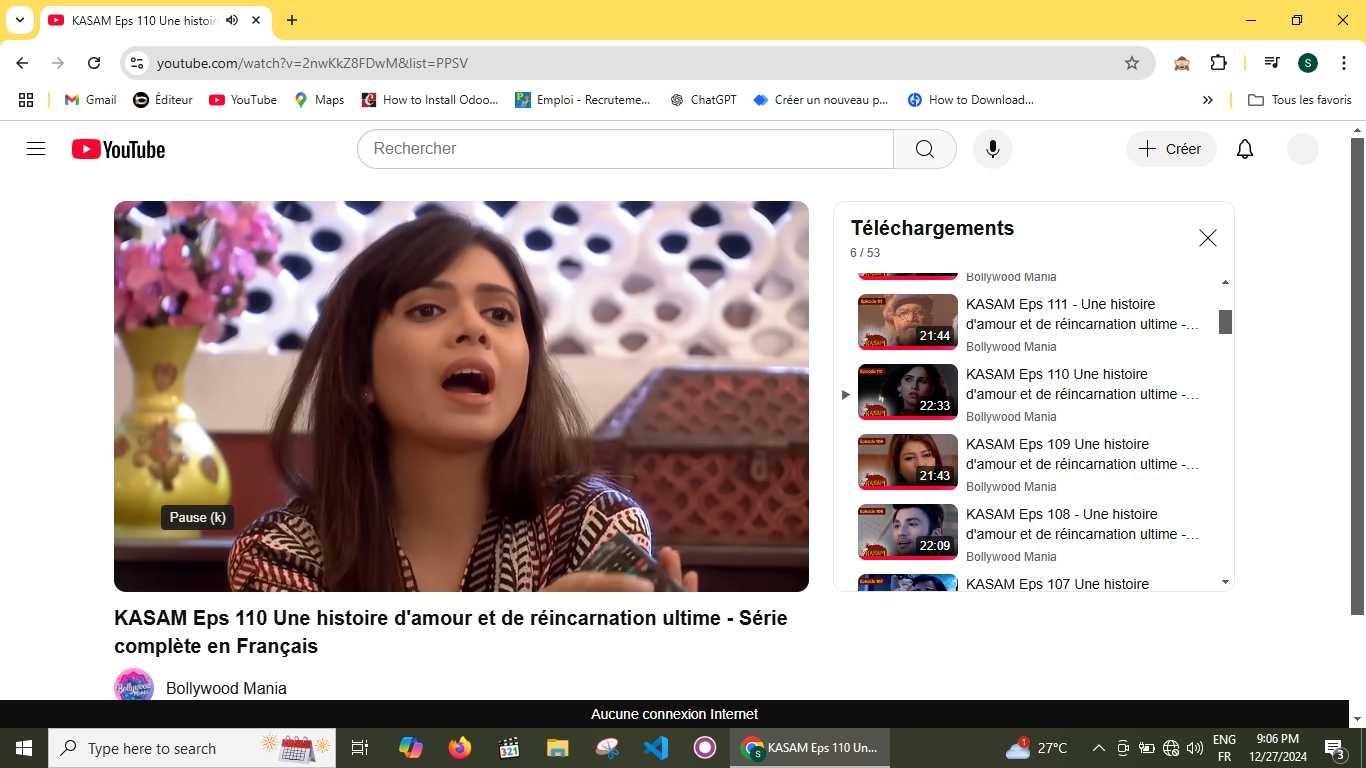 KASAM Eps 110 Une histoir
youtube.com/watch?v=2nwKkZ8FDwM&list=PPSV
S
Gmail
Éditeur
YouTube
Maps
How to Install Odoo...
Emploi - Recruteme...
ChatGPT
Créer un nouveau p...
How to Download...
Tous les favoris
YouTube
Rechercher
Créer
Téléchargements
6 / 53
Bollywood Mania
KASAM Eps 111 - Une histoire
d'amour et de réincarnation ultime -...
21:44
Bollywood Mania
KASAM Eps 110 Une histoire
d'amour et de réincarnation ultime -...
22:33
Bollywood Mania
KASAM Eps 109 Une histoire
d'amour et de réincarnation ultime -...
21:43
Bollywood Mania
KASAM Eps 108 - Une histoire
d'amour et de réincarnation ultime -...
22:09
Bollywood Mania
KASAM Eps 107 Une histoire
Pause (k)
KASAM Eps 110 Une histoire d'amour et de réincarnation ultime - Série
complète en Français
Bollywood Mania
Aucune connexion Internet
Type here to search
KASAM Eps 110 Un...
27°C
ENG
FR
9:06 PM
12/27/2024
3